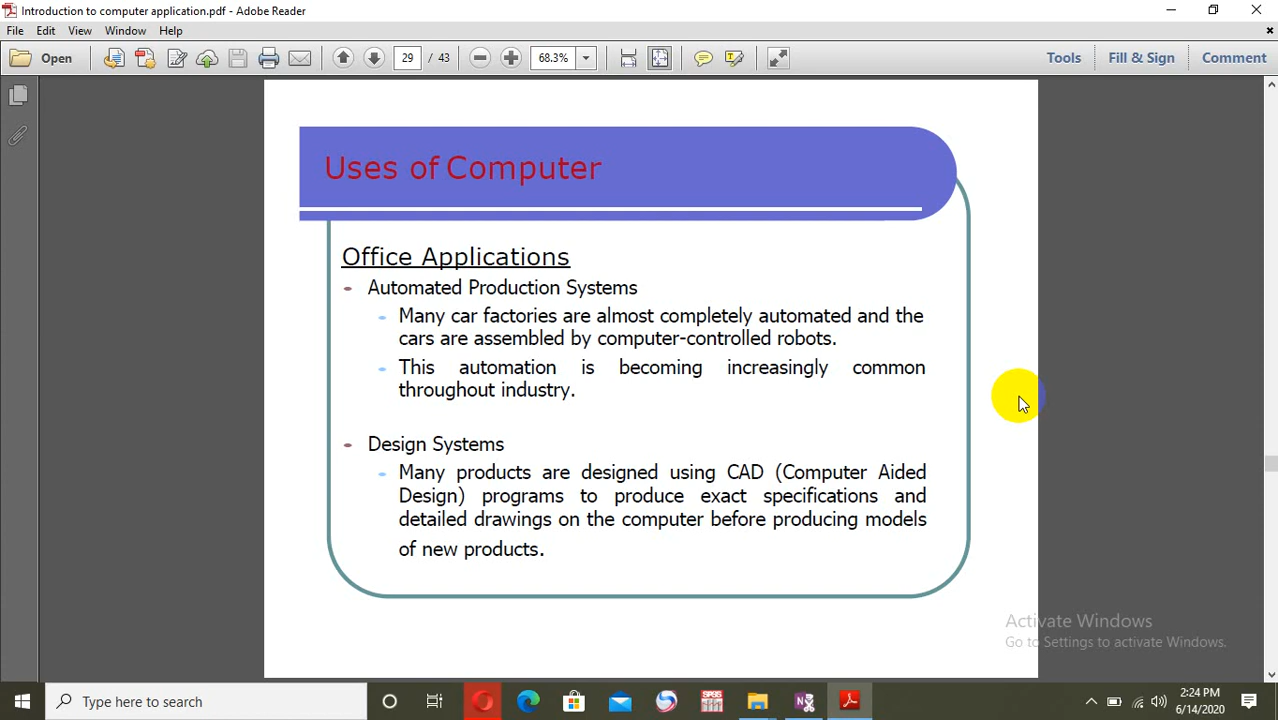 Introduction to computer application.pdf - Adobe Reader
File Edit View Window Help
Open 29 / 43 68.3% Tools Fill & Sign Comment
Uses of Computer
Office Applications
Automated Production Systems
Many car factories are almost completely automated and the
cars are assembled by computer-controlled robots.
This automation is becoming increasingly common
throughout industry.
Design Systems
Many products are designed using CAD (Computer Aided
Design) programs to produce exact specifications and
detailed drawings on the computer before producing models
of new products.
Activate Windows
Go to Settings to activate Windows.
Type here to search
SPSS
2:24 PM
6/14/2020